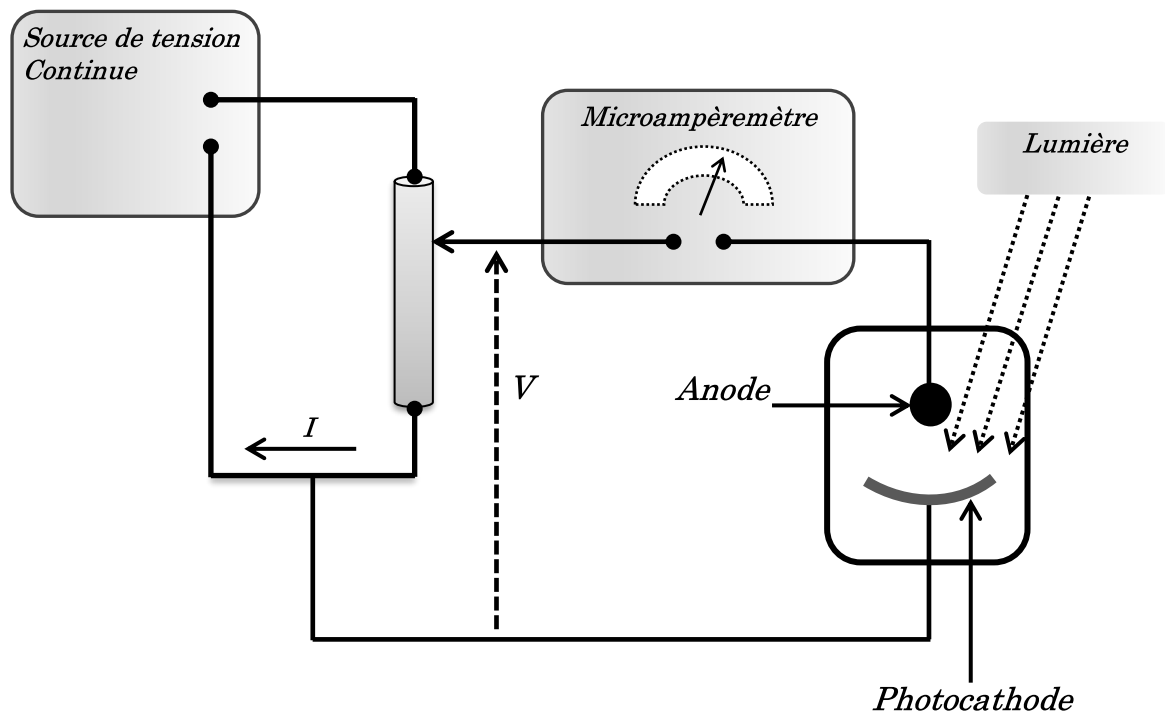 Source de tension
Continue
Microampèremètre
Lumière
V
Anode
I
Photocathode